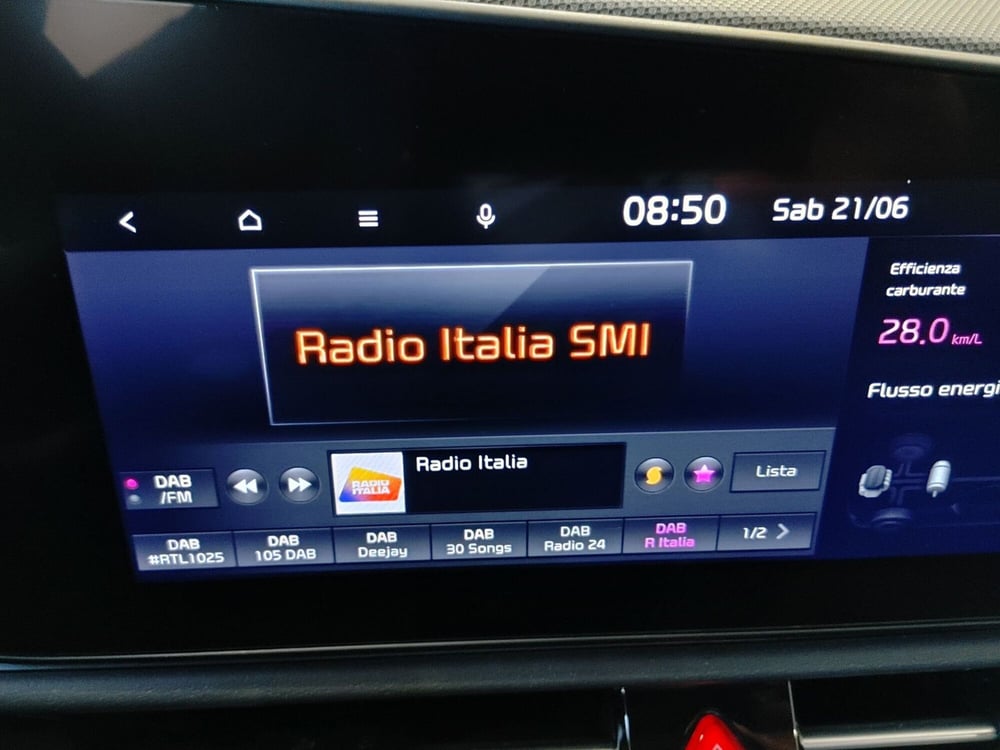 08:50 Sab 21/06
Efficienza
carburante
28.0 km/L
Flusso energi
Radio Italia SMI
DAB
/FM
RADIO
ITALIA
Radio Italia
Lista
DAB
#RTL1025
DAB
105 DAB
DAB
Deejay
DAB
30 Songs
DAB
Radio 24
DAB
R Italia
1/2